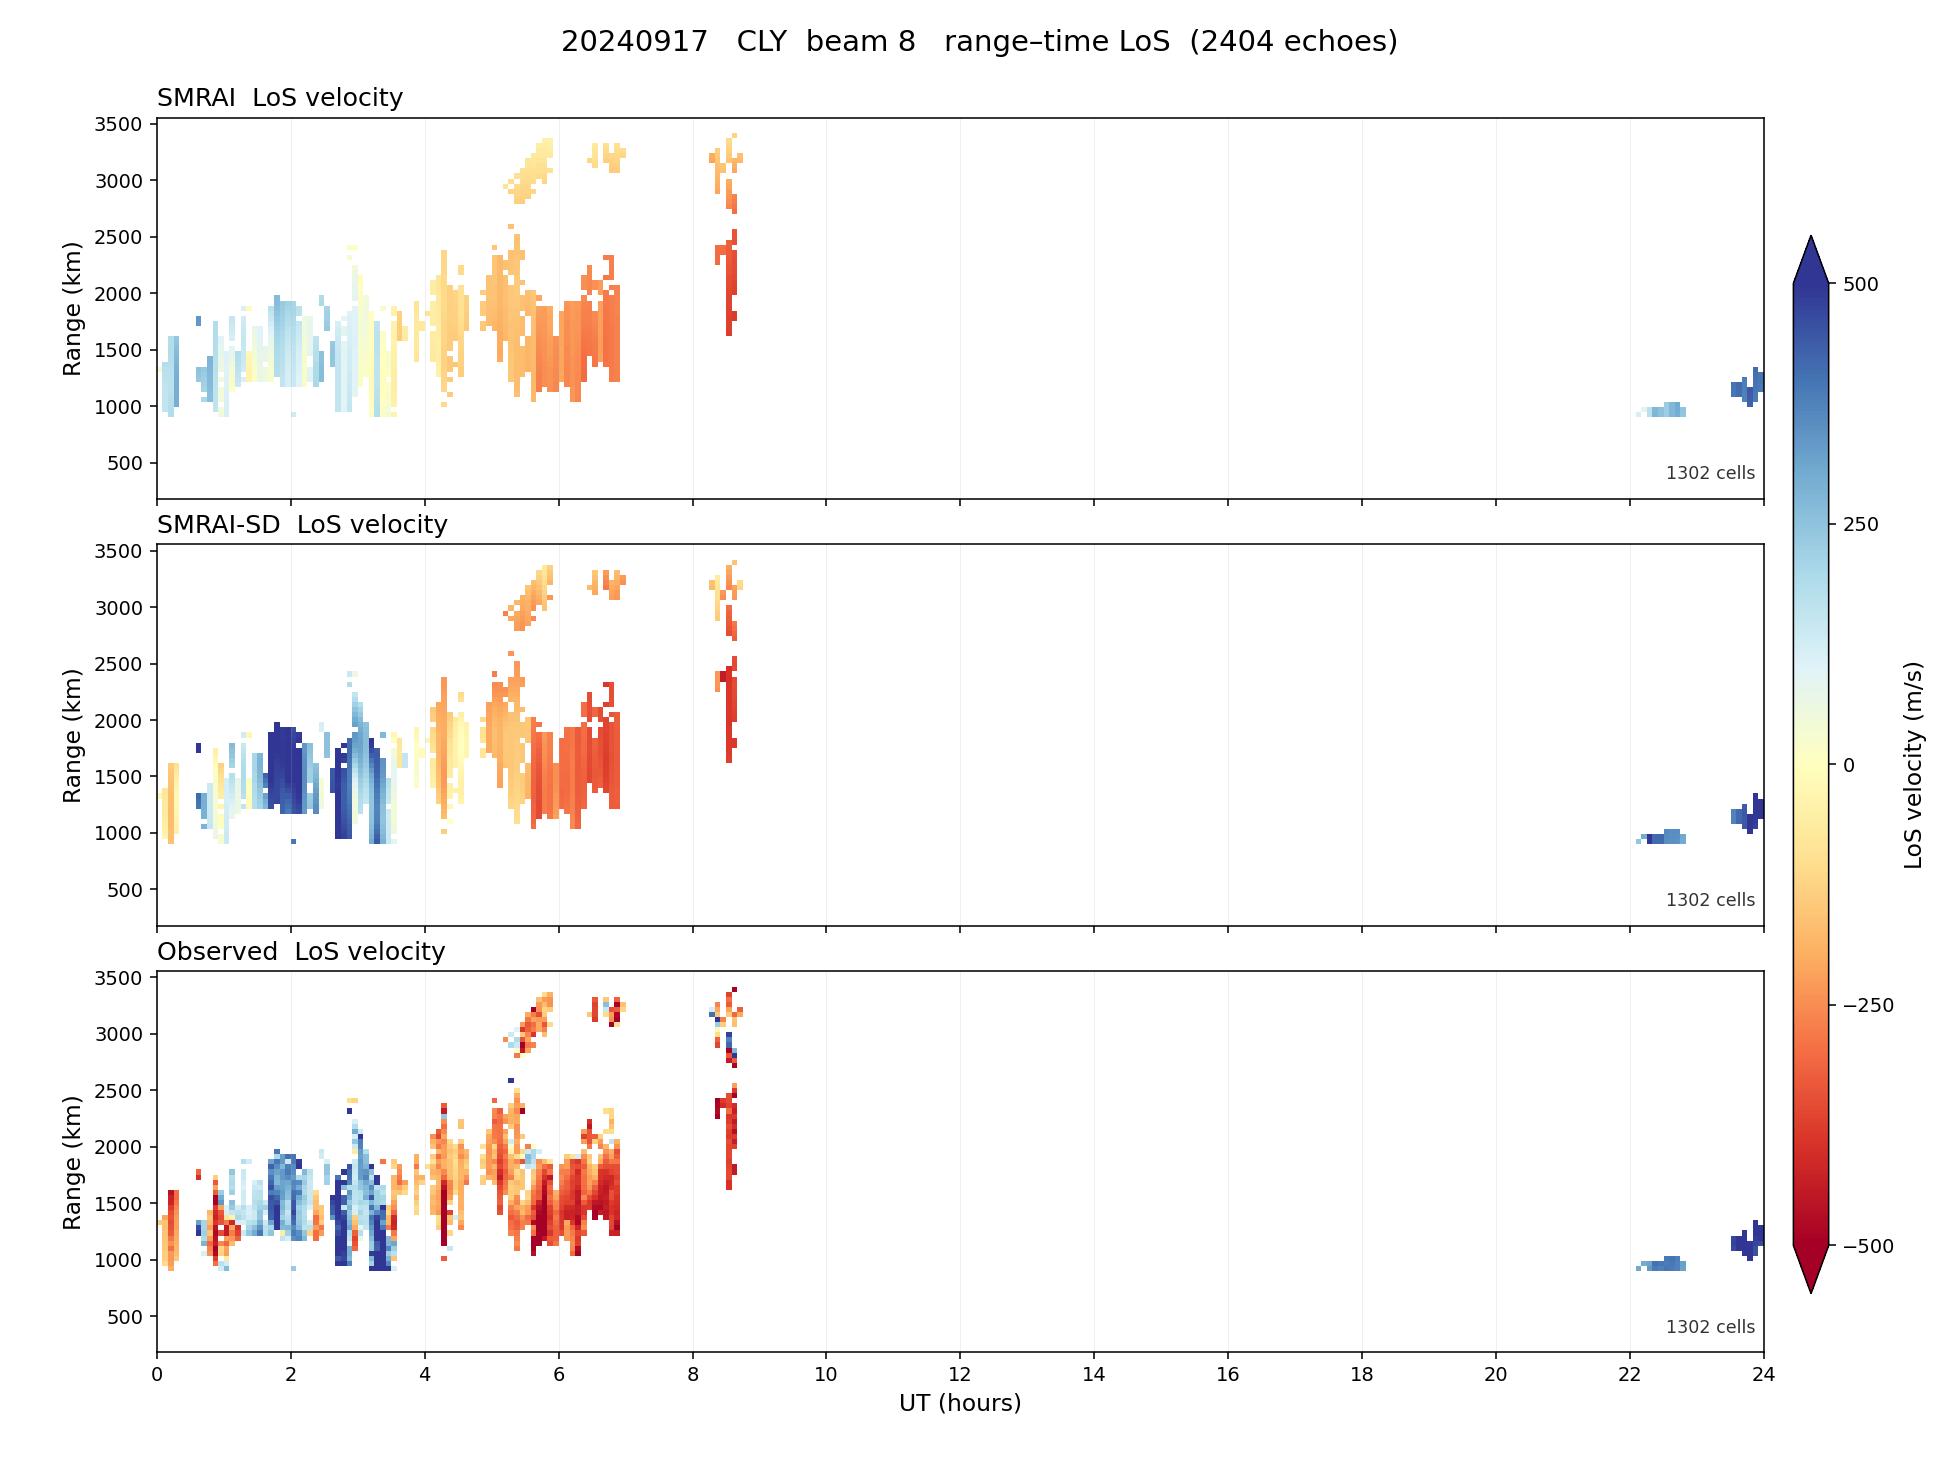 20240917   CLY  beam 8   range–time LoS  (2404 echoes)
SMRAI  LoS velocity
3500
3000
2500
2000
1500
1000
500
Range (km)
1302 cells
SMRAI-SD  LoS velocity
3500
3000
2500
2000
1500
1000
500
Range (km)
1302 cells
Observed  LoS velocity
3500
3000
2500
2000
1500
1000
500
Range (km)
1302 cells
0 2 4 6 8 10 12 14 16 18 20 22 24
UT (hours)
500
250
0
−250
−500
LoS velocity (m/s)